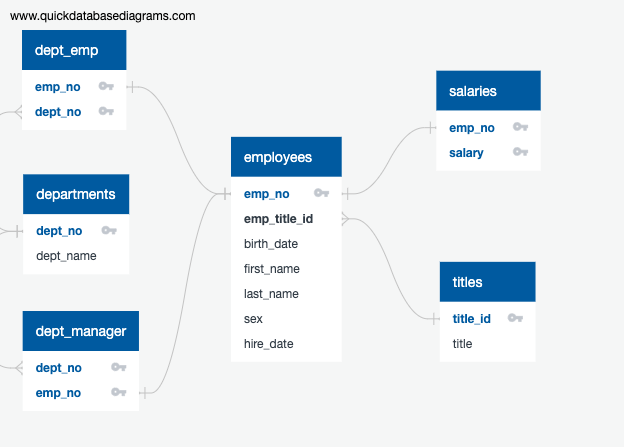 www.quickdatabasediagrams.com
dept_emp
emp_no
dept_no
departments
dept_no
dept_name
dept_manager
dept_no
emp_no
employees
emp_no
emp_title_id
birth_date
first_name
last_name
sex
hire_date
salaries
emp_no
salary
titles
title_id
title